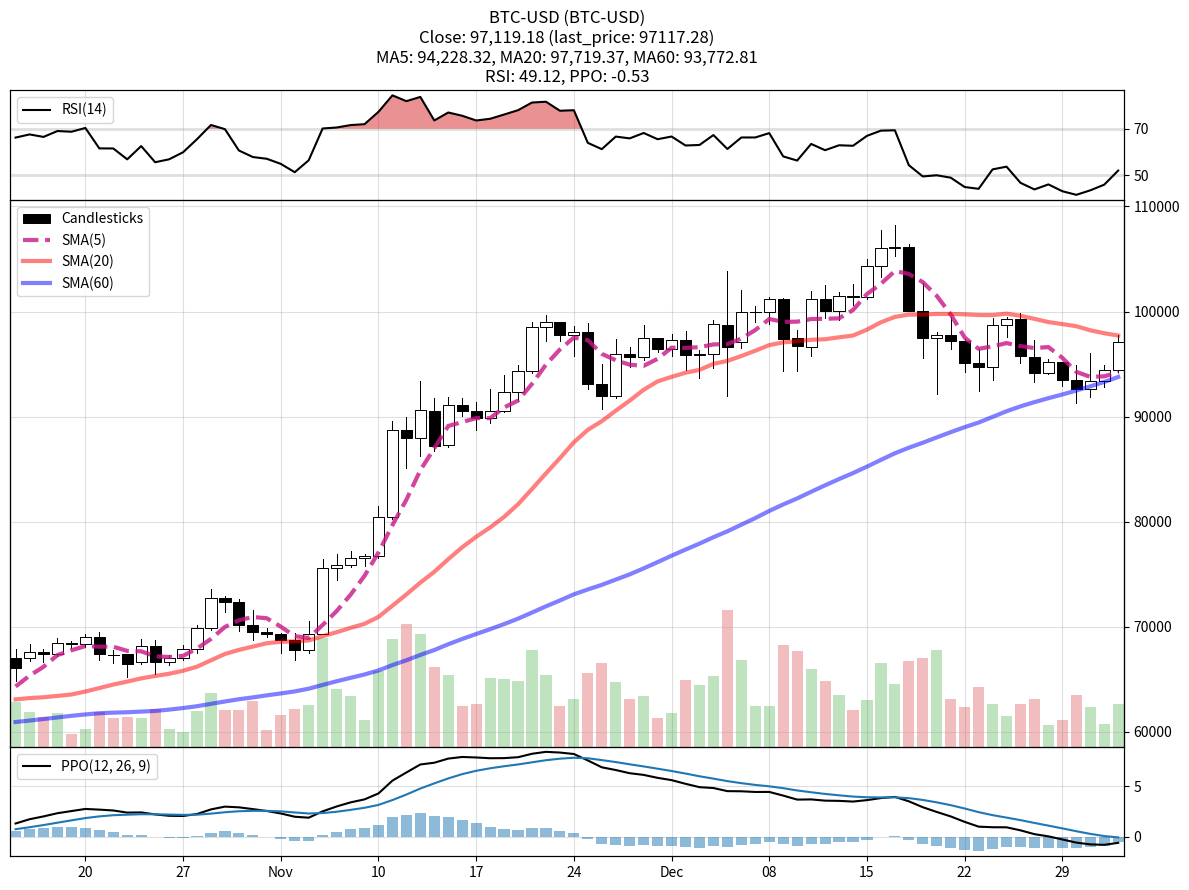 BTC-USD (BTC-USD)
Close: 97,119.18 (last_price: 97117.28)
MA5: 94,228.32, MA20: 97,719.37, MA60: 93,772.81
RSI: 49.12, PPO: -0.53
RSI(14)
70
50
110000
Candlesticks
SMA(5)
SMA(20)
SMA(60)
100000
90000
80000
70000
60000
PPO(12, 26, 9)
5
0
20 27 Nov 10 17 24 Dec 08 15 22 29